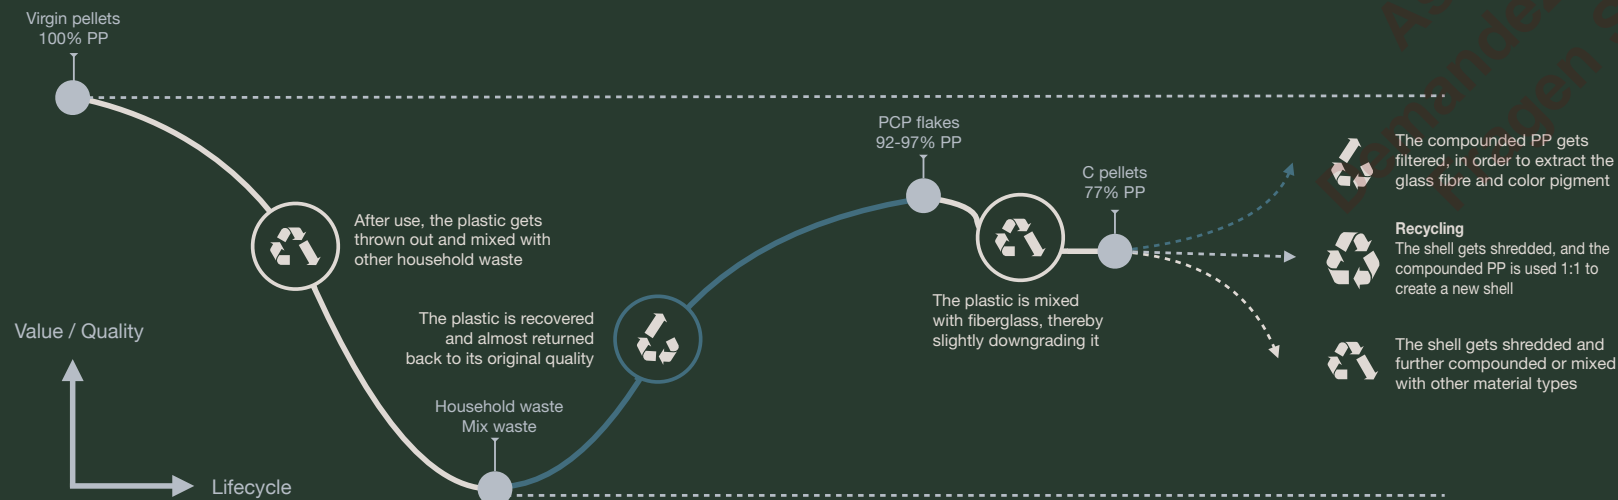 Virgin pellets
100% PP
After use, the plastic gets
thrown out and mixed with
other household waste
Value / Quality
Lifecycle
The plastic is recovered
and almost returned
back to its original quality
Household waste
Mix waste
PCP flakes
92-97% PP
The plastic is mixed
with fiberglass, thereby
slightly downgrading it
C pellets
77% PP
The compounded PP gets
filtered, in order to extract the
glass fibre and color pigment
Recycling
The shell gets shredded, and the
compounded PP is used 1:1 to
create a new shell
The shell gets shredded and
further compounded or mixed
with other material types